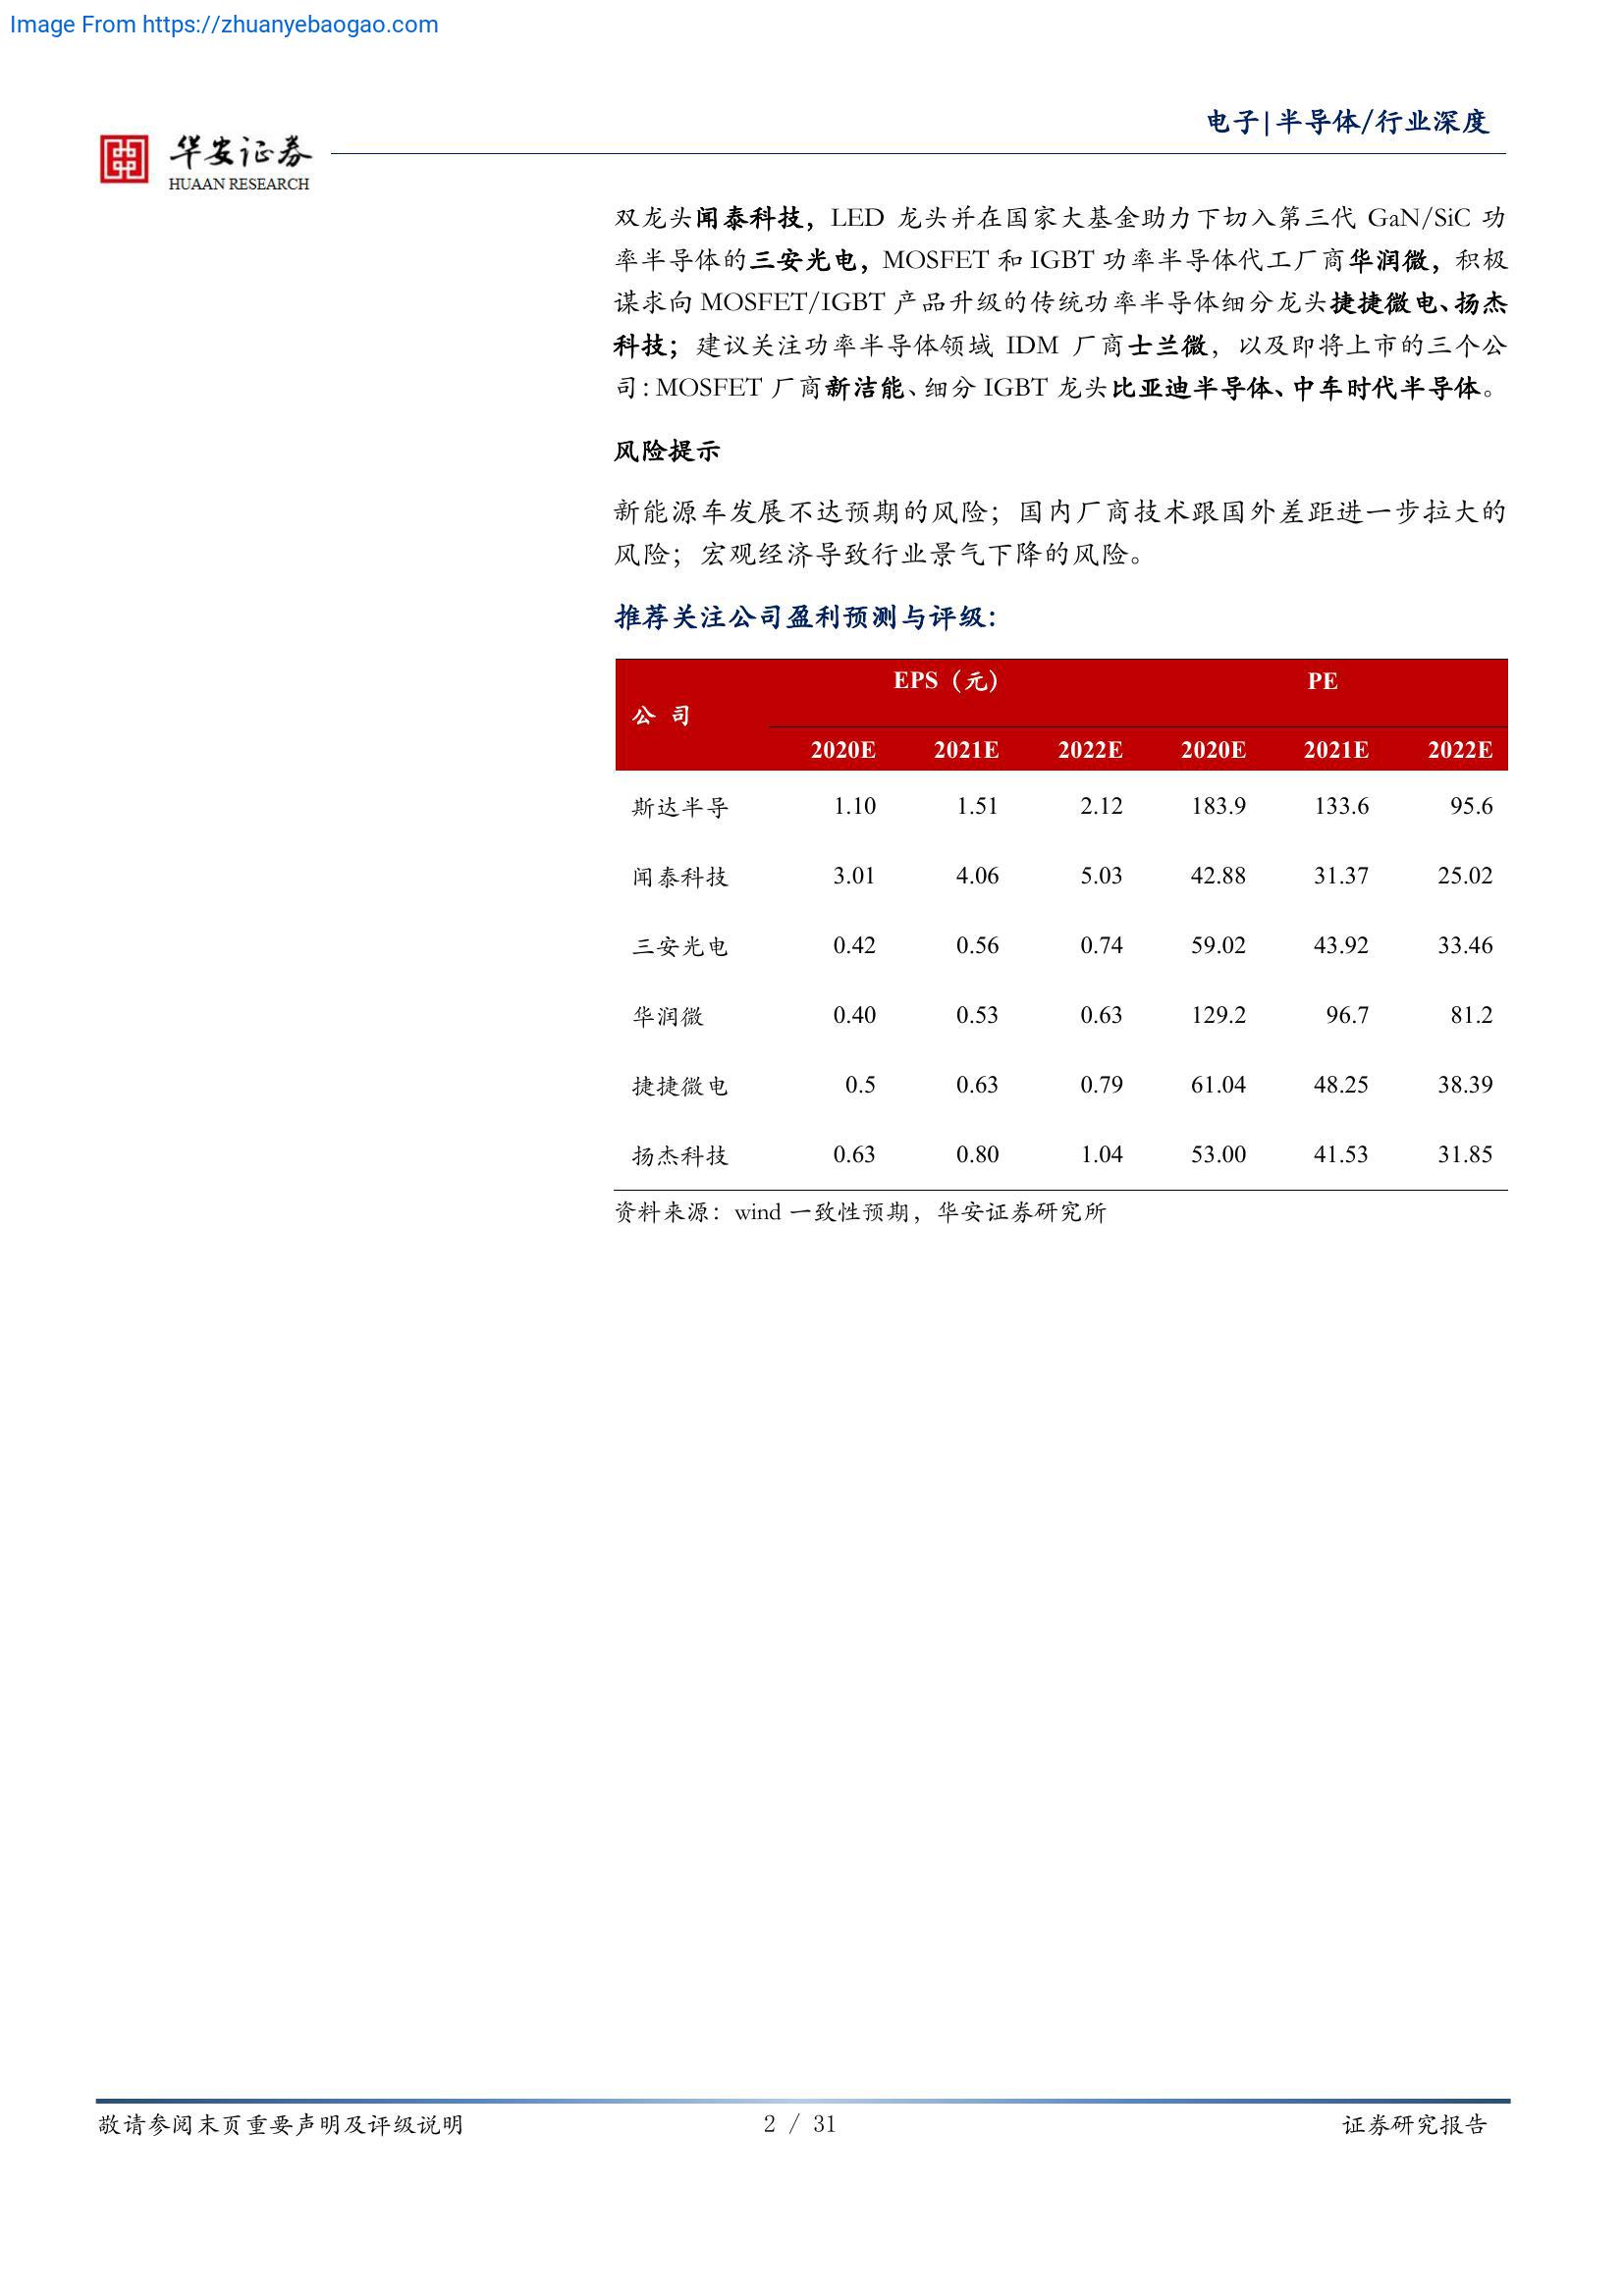 Image From https://zhuanyebaogao.com
电子|半导体/行业深度
华安证券
HUAAN RESEARCH
双龙头闻泰科技，LED 龙头并在国家大基金助力下切入第三代 GaN/SiC 功
率半导体的三安光电，MOSFET 和 IGBT 功率半导体代工厂商华润微，积极
谋求向 MOSFET/IGBT 产品升级的传统功率半导体细分龙头捷捷微电、扬杰
科技；建议关注功率半导体领域 IDM 厂商士兰微，以及即将上市的三个公
司：MOSFET 厂商新洁能、细分 IGBT 龙头比亚迪半导体、中车时代半导体。
风险提示
新能源车发展不达预期的风险；国内厂商技术跟国外差距进一步拉大的
风险；宏观经济导致行业景气下降的风险。
推荐关注公司盈利预测与评级：
公 司 EPS（元） PE
2020E 2021E 2022E 2020E 2021E 2022E
斯达半导 1.10 1.51 2.12 183.9 133.6 95.6
闻泰科技 3.01 4.06 5.03 42.88 31.37 25.02
三安光电 0.42 0.56 0.74 59.02 43.92 33.46
华润微 0.40 0.53 0.63 129.2 96.7 81.2
捷捷微电 0.5 0.63 0.79 61.04 48.25 38.39
扬杰科技 0.63 0.80 1.04 53.00 41.53 31.85
资料来源：wind 一致性预期，华安证券研究所
敬请参阅末页重要声明及评级说明 2 / 31 证券研究报告